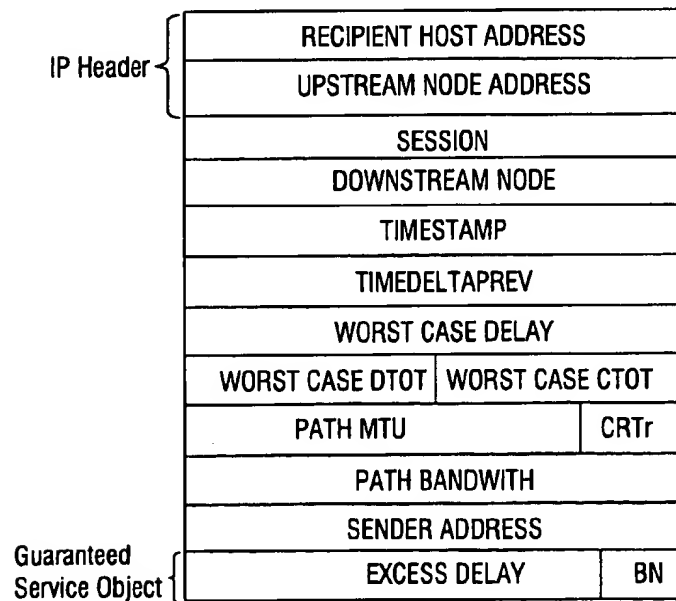 RECIPIENT HOST ADDRESS
IP Header
UPSTREAM NODE ADDRESS
SESSION
DOWNSTREAM NODE
TIMESTAMP
TIMEDELTAPREV
WORST CASE DELAY
WORST CASE DTOT WORST CASE CTOT
PATH MTU CRTr
PATH BANDWITH
SENDER ADDRESS
Guaranteed
Service Object
EXCESS DELAY BN